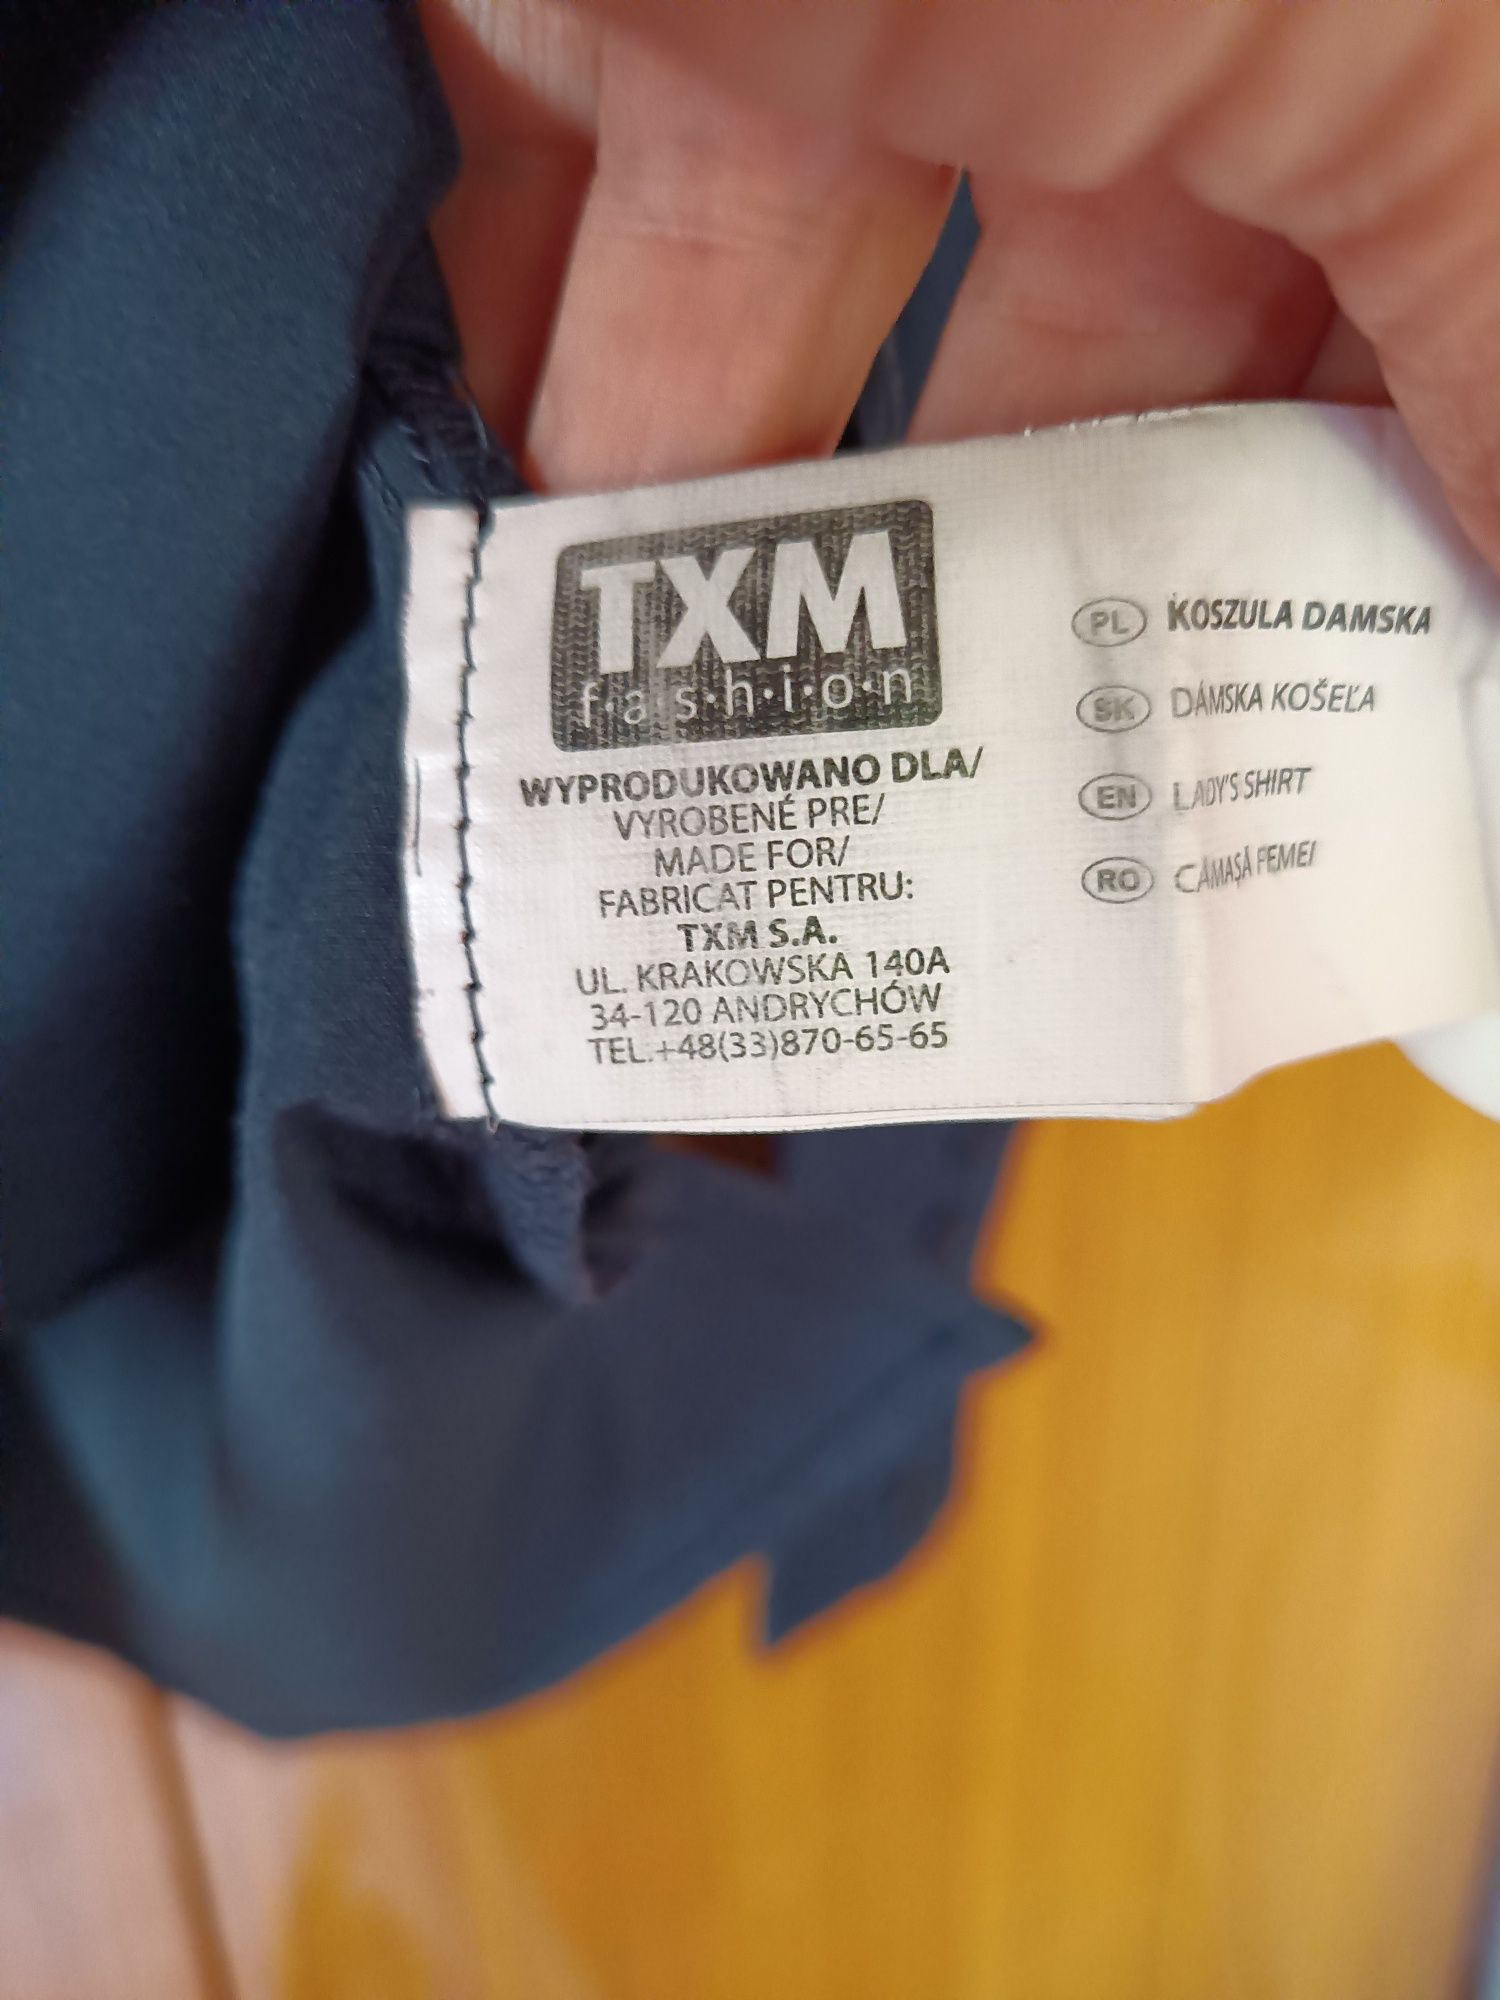 TXM
f·a·s·h·i·o·n
WYPRODUKOWANO DLA/
VYROBENÉ PRE/
MADE FOR/
FABRICAT PENTRU:
TXM S.A.
UL. KRAKOWSKA 140A
34-120 ANDRYCHÓW
TEL.+48(33)870-65-65
PL KOSZULA DAMSKA
SK DÁMSKA KOŠEĽA
EN LADY'S SHIRT
RO CĂMAȘĂ FEMEI